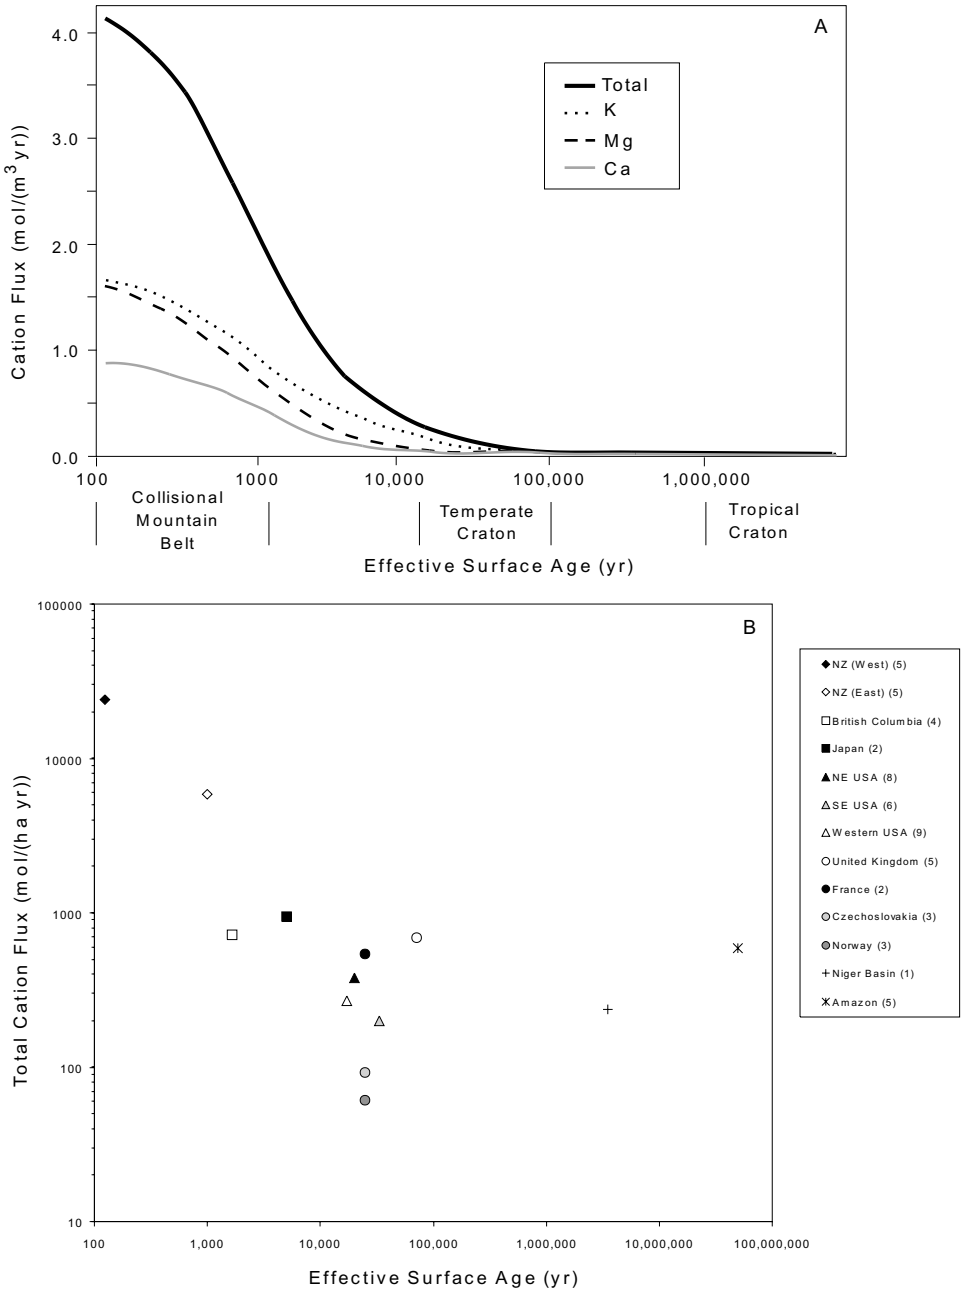 A
4.0
3.0
2.0
1.0
0.0
Cation Flux (mol/(m3 yr))
Total
K
Mg
Ca
100 1000 10,000 100,000 1,000,000
Collisional
Mountain
Belt
Temperate
Craton
Tropical
Craton
Effective Surface Age (yr)
B
100000
10000
1000
100
10
Total Cation Flux (mol/(ha yr))
NZ (West) (5)
NZ (East) (5)
British Columbia (4)
Japan (2)
NE USA (8)
SE USA (6)
Western USA (9)
United Kingdom (5)
France (2)
Czechoslovakia (3)
Norway (3)
Niger Basin (1)
Amazon (5)
100 1,000 10,000 100,000 1,000,000 10,000,000 100,000,000
Effective Surface Age (yr)